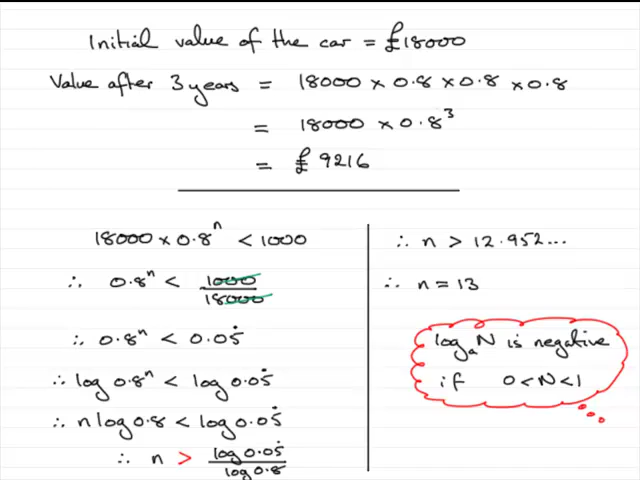 Initial value of the car = £18000
Value after 3 years = 18000 × 0.8 × 0.8 × 0.8
= 18000 × 0.8³
= £ 9216
18000 × 0.8ⁿ < 1000
∴ 0.8ⁿ < 1000/18000
∴ 0.8ⁿ < 0.05̇
∴ log 0.8ⁿ < log 0.05̇
∴ n log 0.8 < log 0.05̇
∴ n > log 0.05̇/log 0.8
∴ n > 12.952...
∴ n = 13
logₐ N is negative
if 0 < N < 1